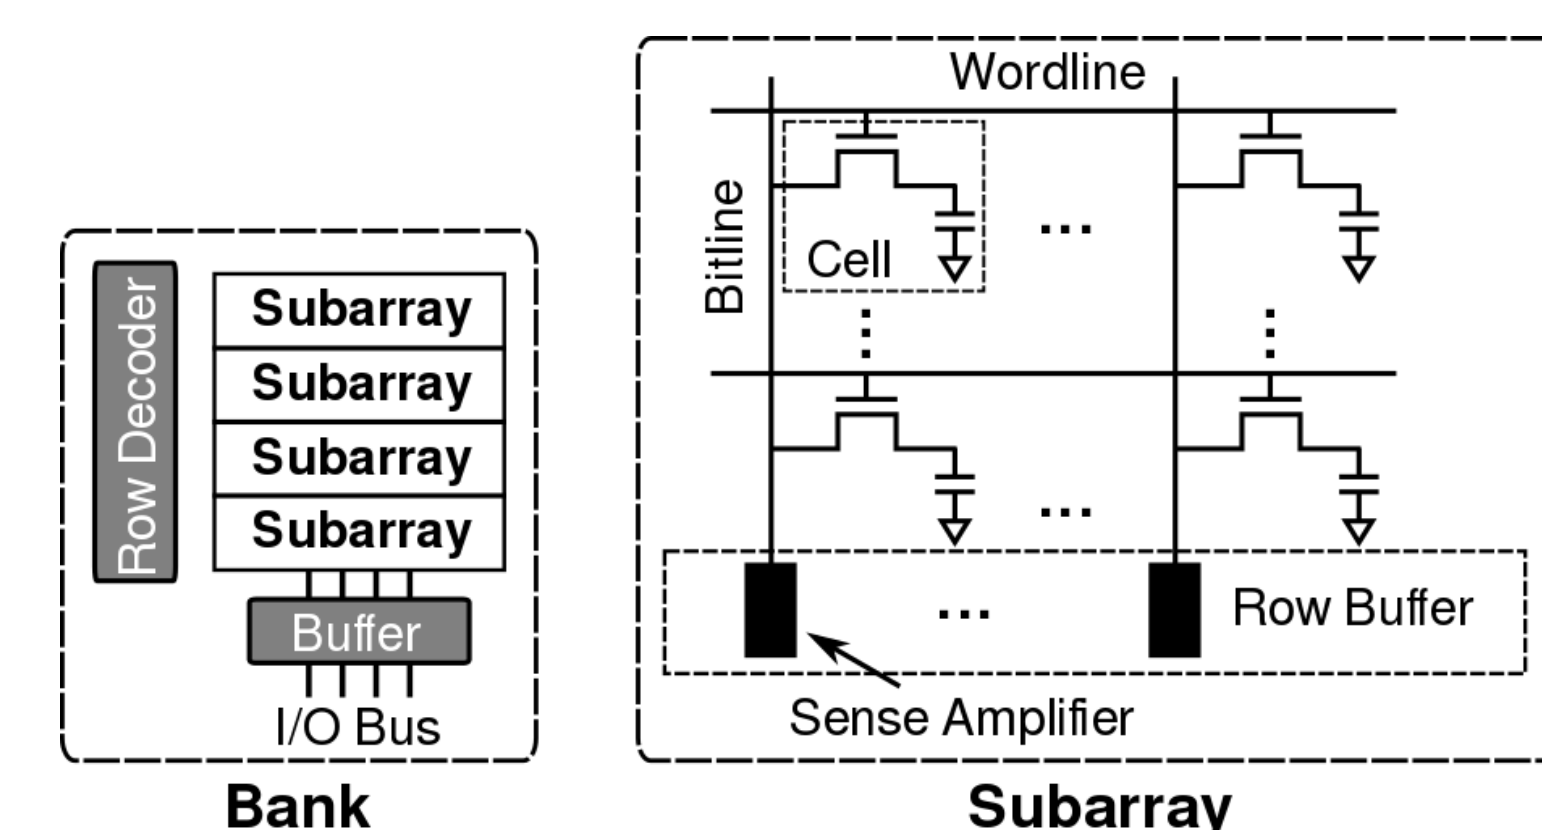 Row Decoder
Subarray
Subarray
Subarray
Subarray
Buffer
I/O Bus
Bank
Wordline
Bitline
Cell
...
...
...
...
...
Row Buffer
Sense Amplifier
Subarray